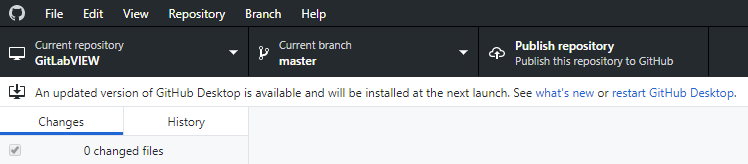 File Edit View Repository Branch Help
Current repository
GitLabVIEW
Current branch
master
Publish repository
Publish this repository to GitHub
An updated version of GitHub Desktop is available and will be installed at the next launch. See what's new or restart GitHub Desktop.
Changes History
0 changed files